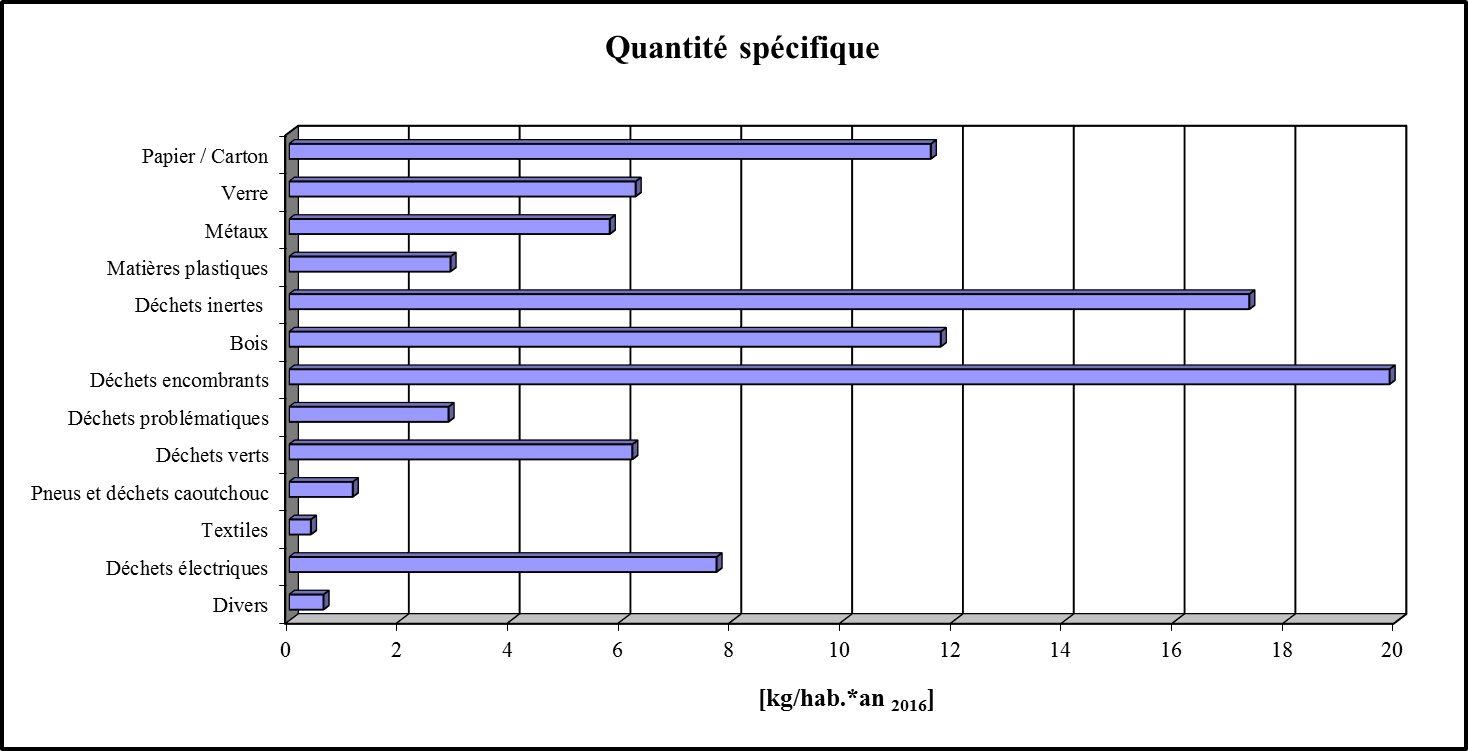 Quantité spécifique
Papier / Carton
Verre
Métaux
Matières plastiques
Déchets inertes
Bois
Déchets encombrants
Déchets problématiques
Déchets verts
Pneus et déchets caoutchouc
Textiles
Déchets électriques
Divers
0 2 4 6 8 10 12 14 16 18 20
[kg/hab.*an 2016]